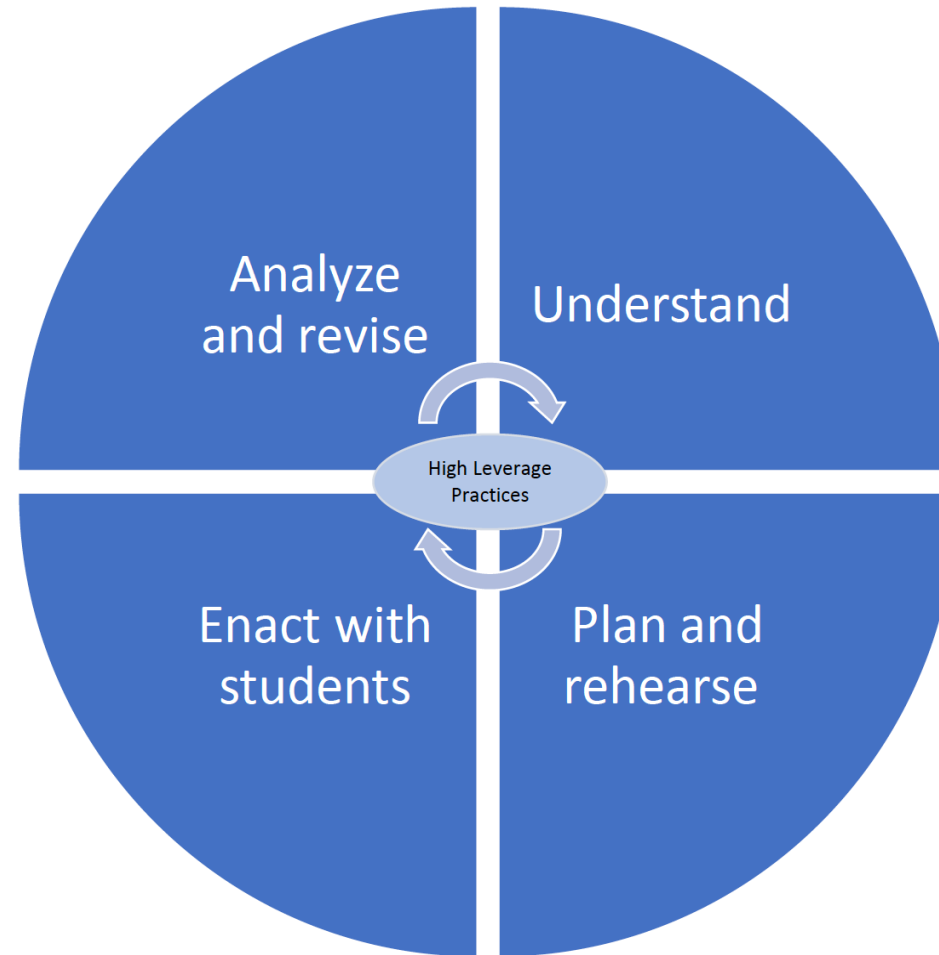 Analyze
and revise
Understand
High Leverage
Practices
Enact with
students
Plan and
rehearse